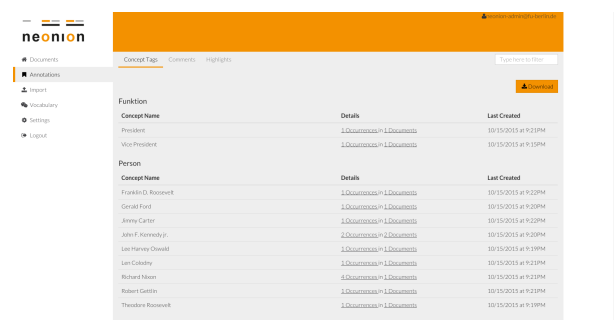 neonion-admin@fu-berlin.de
neonion
Documents
Annotations
Import
Vocabulary
Settings
Logout
Concept Tags Comments Highlights Type here to filter
Download
Funktion
Concept Name Details Last Created
President 1 Occurrences in 1 Documents 10/15/2015 at 9:21PM
Vice President 1 Occurrences in 1 Documents 10/15/2015 at 9:15PM
Person
Concept Name Details Last Created
Franklin D. Roosevelt 1 Occurrences in 1 Documents 10/15/2015 at 9:22PM
Gerald Ford 1 Occurrences in 1 Documents 10/15/2015 at 9:20PM
Jimmy Carter 1 Occurrences in 1 Documents 10/15/2015 at 9:22PM
John F. Kennedy jr. 2 Occurrences in 2 Documents 10/15/2015 at 9:20PM
Lee Harvey Oswald 1 Occurrences in 1 Documents 10/15/2015 at 9:19PM
Len Colodny 1 Occurrences in 1 Documents 10/15/2015 at 9:21PM
Richard Nixon 4 Occurrences in 1 Documents 10/15/2015 at 9:21PM
Robert Gettlin 1 Occurrences in 1 Documents 10/15/2015 at 9:21PM
Theodore Roosevelt 1 Occurrences in 1 Documents 10/15/2015 at 9:19PM